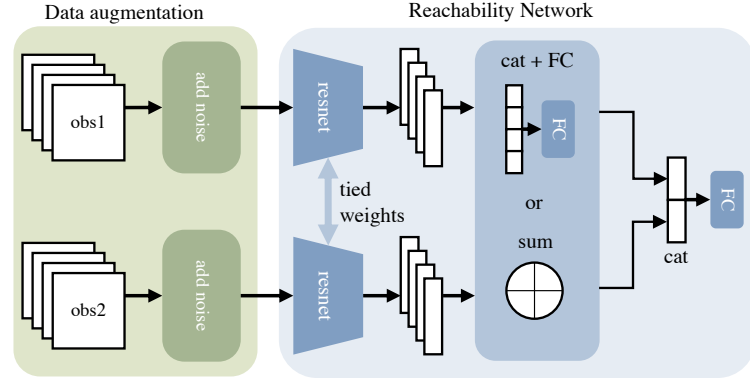 Data augmentation
Reachability Network
obs1
add noise
resnet
cat + FC
FC
tied
weights
or
sum
cat
FC
obs2
add noise
resnet